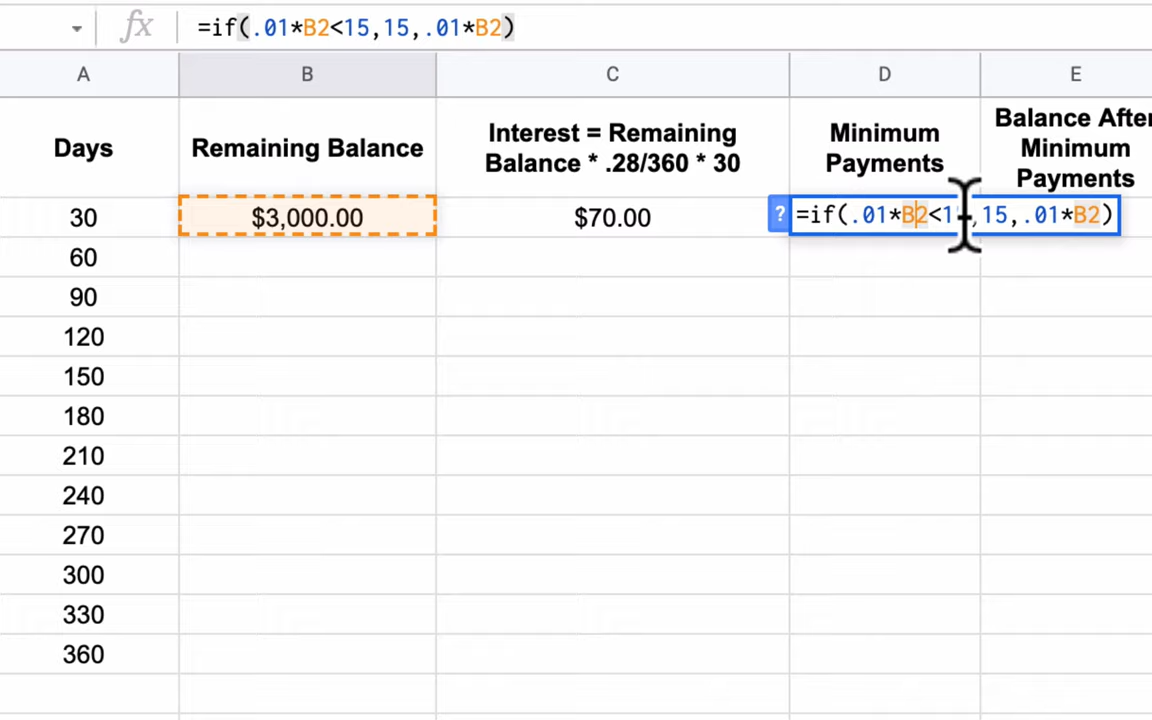 fx =if(.01*B2<15,15,.01*B2)
A B C D E
Days Remaining Balance Interest = Remaining Balance * .28/360 * 30 Minimum Payments Balance After Minimum Payments
30 $3,000.00 $70.00 ? =if(.01*B2<1 ,15,.01*B2)
60
90
120
150
180
210
240
270
300
330
360